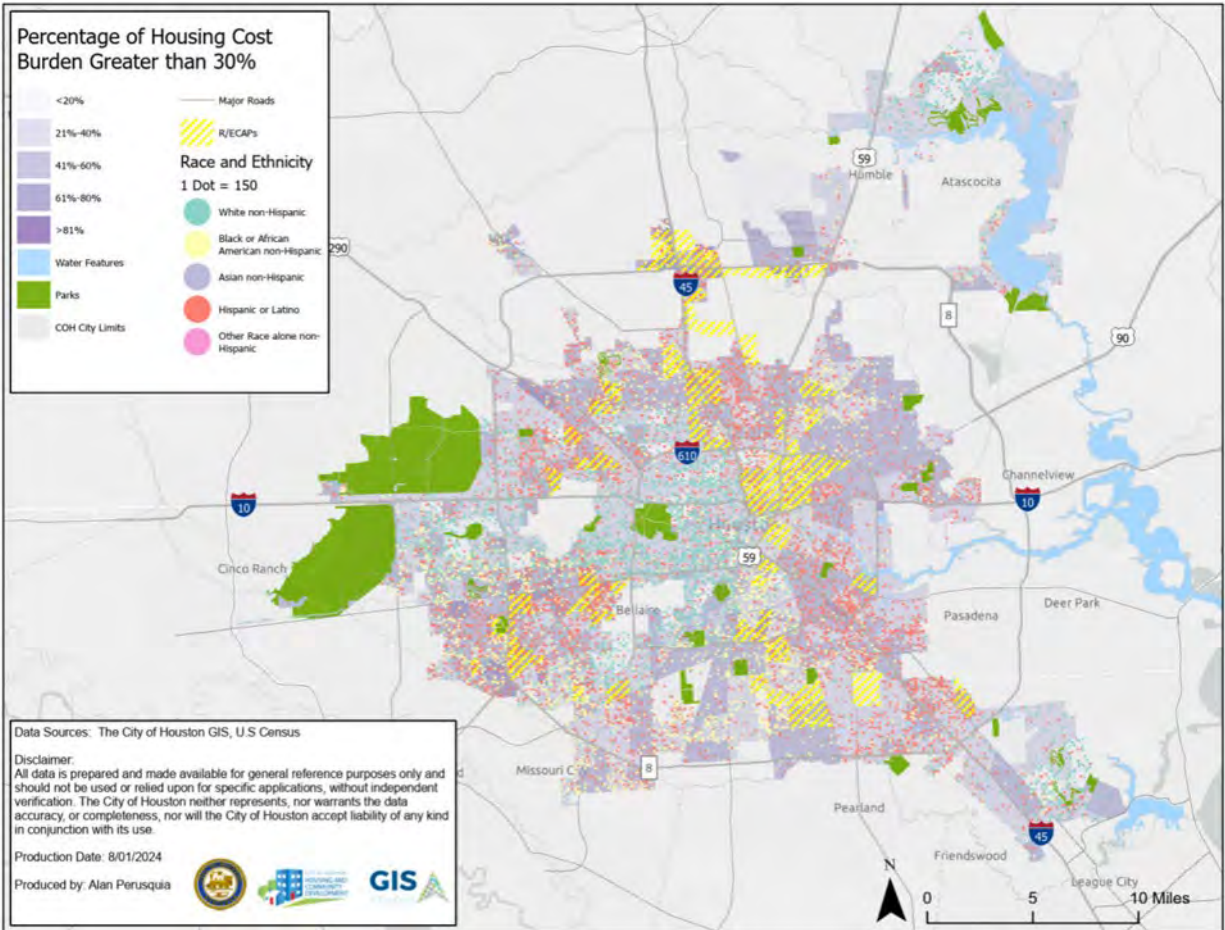 Percentage of Housing Cost
Burden Greater than 30%
<20%
21%-40%
41%-60%
61%-80%
>81%
Water Features
Parks
COH City Limits
Major Roads
R/ECAPs
Race and Ethnicity
1 Dot = 150
White non-Hispanic
Black or African
American non-Hispanic
Asian non-Hispanic
Hispanic or Latino
Other Race alone non-
Hispanic
290
59
Humble
Atascocita
45
8
90
610
Channelview
10
10
59
Cinco Ranch
Bellaire
Pasadena
Deer Park
Missouri C
8
Pearland
45
Friendswood
League City
Data Sources: The City of Houston GIS, U.S Census
Disclaimer:
All data is prepared and made available for general reference purposes only and
should not be used or relied upon for specific applications, without independent
verification. The City of Houston neither represents, nor warrants the data
accuracy, or completeness, nor will the City of Houston accept liability of any kind
in conjunction with its use.
Production Date: 8/01/2024
Produced by: Alan Perusquia
HOUSING AND
COMMUNITY
DEVELOPMENT
GIS
N
0 5 10 Miles